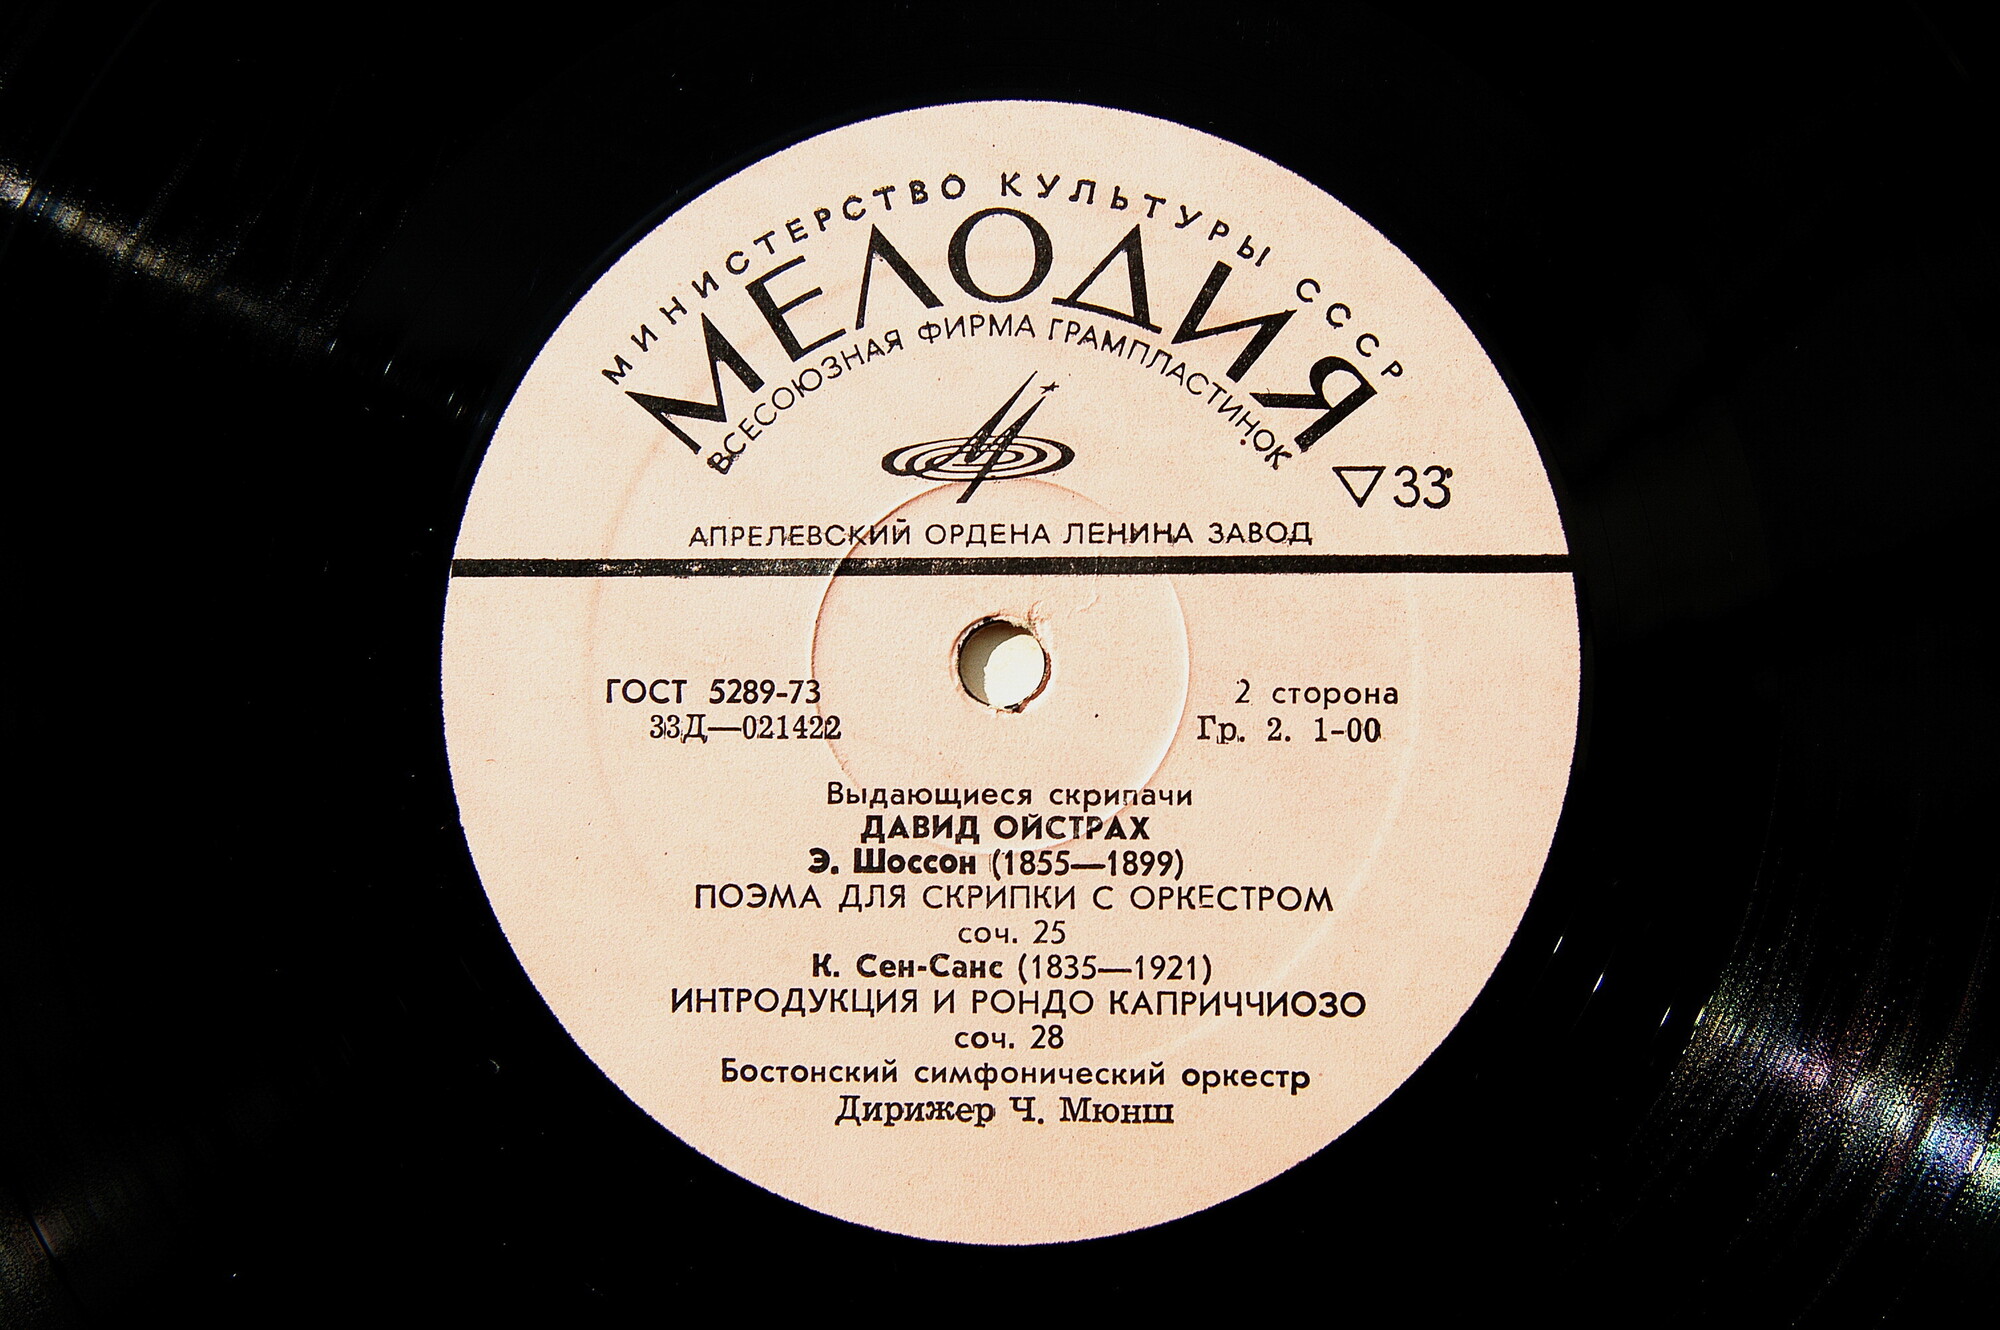 МИНИСТЕРСТВО КУЛЬТУРЫ СССР
МЕЛОДИЯ
ВСЕСОЮЗНАЯ ФИРМА ГРАМПЛАСТИНОК
▽33
АПРЕЛЕВСКИЙ ОРДЕНА ЛЕНИНА ЗАВОД
ГОСТ 5289-73
2 сторона
33Д—021422
Гр. 2. 1-00
Выдающиеся скрипачи
ДАВИД ОЙСТРАХ
Э. Шоссон (1855—1899)
ПОЭМА ДЛЯ СКРИПКИ С ОРКЕСТРОМ
соч. 25
К. Сен-Санс (1835—1921)
ИНТРОДУКЦИЯ И РОНДО КАПРИЧЧИОЗО
соч. 28
Бостонский симфонический оркестр
Дирижер Ч. Мюнш